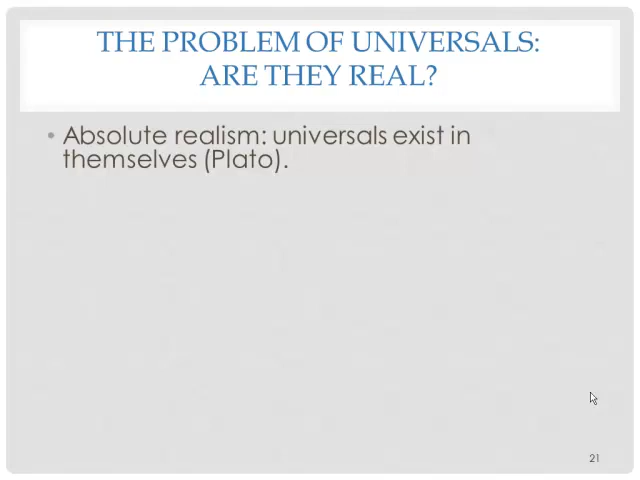 THE PROBLEM OF UNIVERSALS:
ARE THEY REAL?
• Absolute realism: universals exist in
themselves (Plato).
21